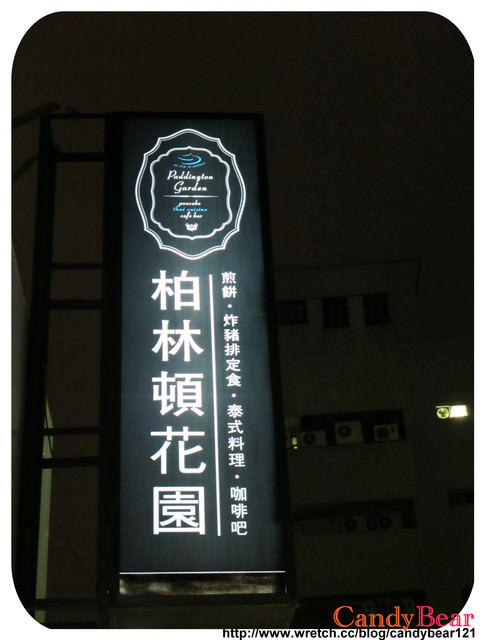 Paddington
Garden
pancake
thai cuisine
cafe bar
柏林頓花園
煎餅・炸豬排定食・泰式料理・咖啡吧
CandyBear
http://www.wretch.cc/blog/candybear121